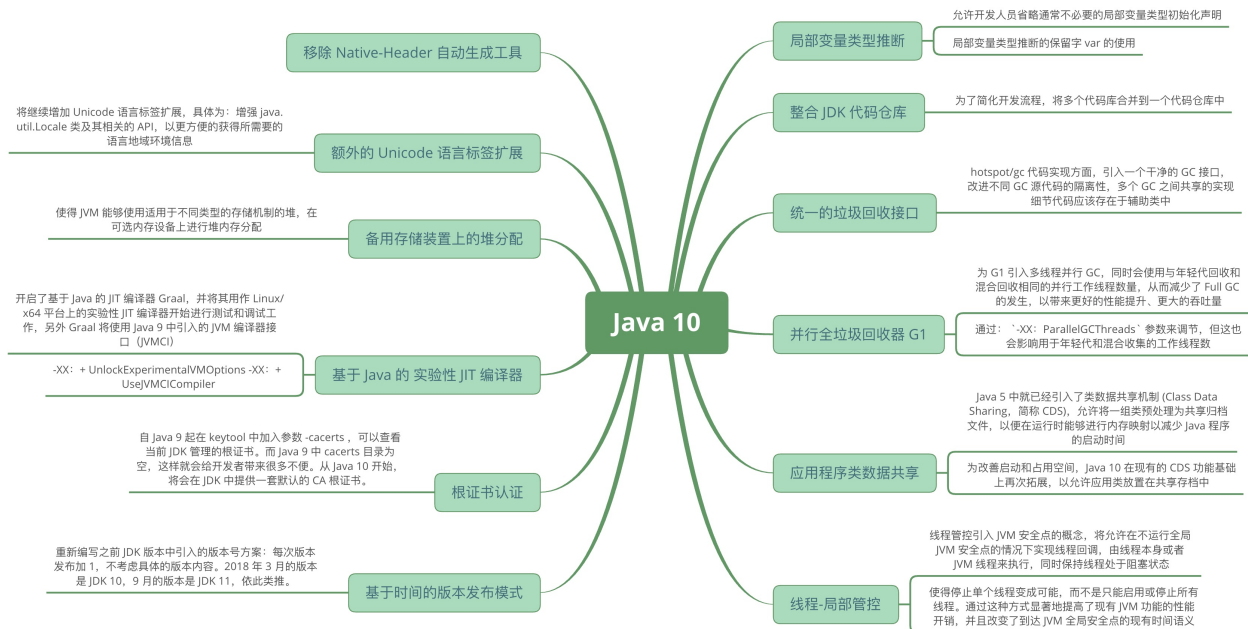 Java 10
局部变量类型推断
允许开发人员省略通常不必要的局部变量类型初始化声明
局部变量类型推断的保留字 var 的使用
整合 JDK 代码仓库
为了简化开发流程，将多个代码库合并到一个代码仓库中
统一的垃圾回收接口
hotspot/gc 代码实现方面，引入一个干净的 GC 接口，
改进不同 GC 源代码的隔离性，多个 GC 之间共享的实现
细节代码应该存在于辅助类中
并行全垃圾回收器 G1
为 G1 引入多线程并行 GC，同时会使用与年轻代回收和
混合回收相同的并行工作线程数量，从而减少了 Full GC
的发生，以带来更好的性能提升、更大的吞吐量
通过： `-XX：ParallelGCThreads` 参数来调节，但这也
会影响用于年轻代和混合收集的工作线程数
应用程序类数据共享
Java 5 中就已经引入了类数据共享机制 (Class Data
Sharing，简称 CDS)，允许将一组类预处理为共享归档
文件，以便在运行时能够进行内存映射以减少 Java 程序
的启动时间
为改善启动和占用空间，Java 10 在现有的 CDS 功能基础
上再次拓展，以允许应用类放置在共享存档中
线程-局部管控
线程管控引入 JVM 安全点的概念，将允许在不运行全局
JVM 安全点的情况下实现线程回调，由线程本身或者
JVM 线程来执行，同时保持线程处于阻塞状态
使得停止单个线程变成可能，而不是只能启用或停止所有
线程。通过这种方式显著地提高了现有 JVM 功能的性能
开销，并且改变了到达 JVM 全局安全点的现有时间语义
移除 Native-Header 自动生成工具
额外的 Unicode 语言标签扩展
将继续增加 Unicode 语言标签扩展，具体为：增强 java.
util.Locale 类及其相关的 API，以更方便的获得所需要的
语言地域环境信息
备用存储装置上的堆分配
使得 JVM 能够使用适用于不同类型的存储机制的堆，在
可选内存设备上进行堆内存分配
基于 Java 的 实验性 JIT 编译器
开启了基于 Java 的 JIT 编译器 Graal，并将其用作 Linux/
x64 平台上的实验性 JIT 编译器开始进行测试和调试工
作，另外 Graal 将使用 Java 9 中引入的 JVM 编译器接
口（JVMCI）
-XX：+ UnlockExperimentalVMOptions -XX：+
UseJVMCICompiler
根证书认证
自 Java 9 起在 keytool 中加入参数 -cacerts ，可以查看
当前 JDK 管理的根证书。而 Java 9 中 cacerts 目录为
空，这样就会给开发者带来很多不便。从 Java 10 开始，
将会在 JDK 中提供一套默认的 CA 根证书。
基于时间的版本发布模式
重新编写之前 JDK 版本中引入的版本号方案：每次版本
发布加 1，不考虑具体的版本内容。2018 年 3 月的版本
是 JDK 10，9 月的版本是 JDK 11，依此类推。